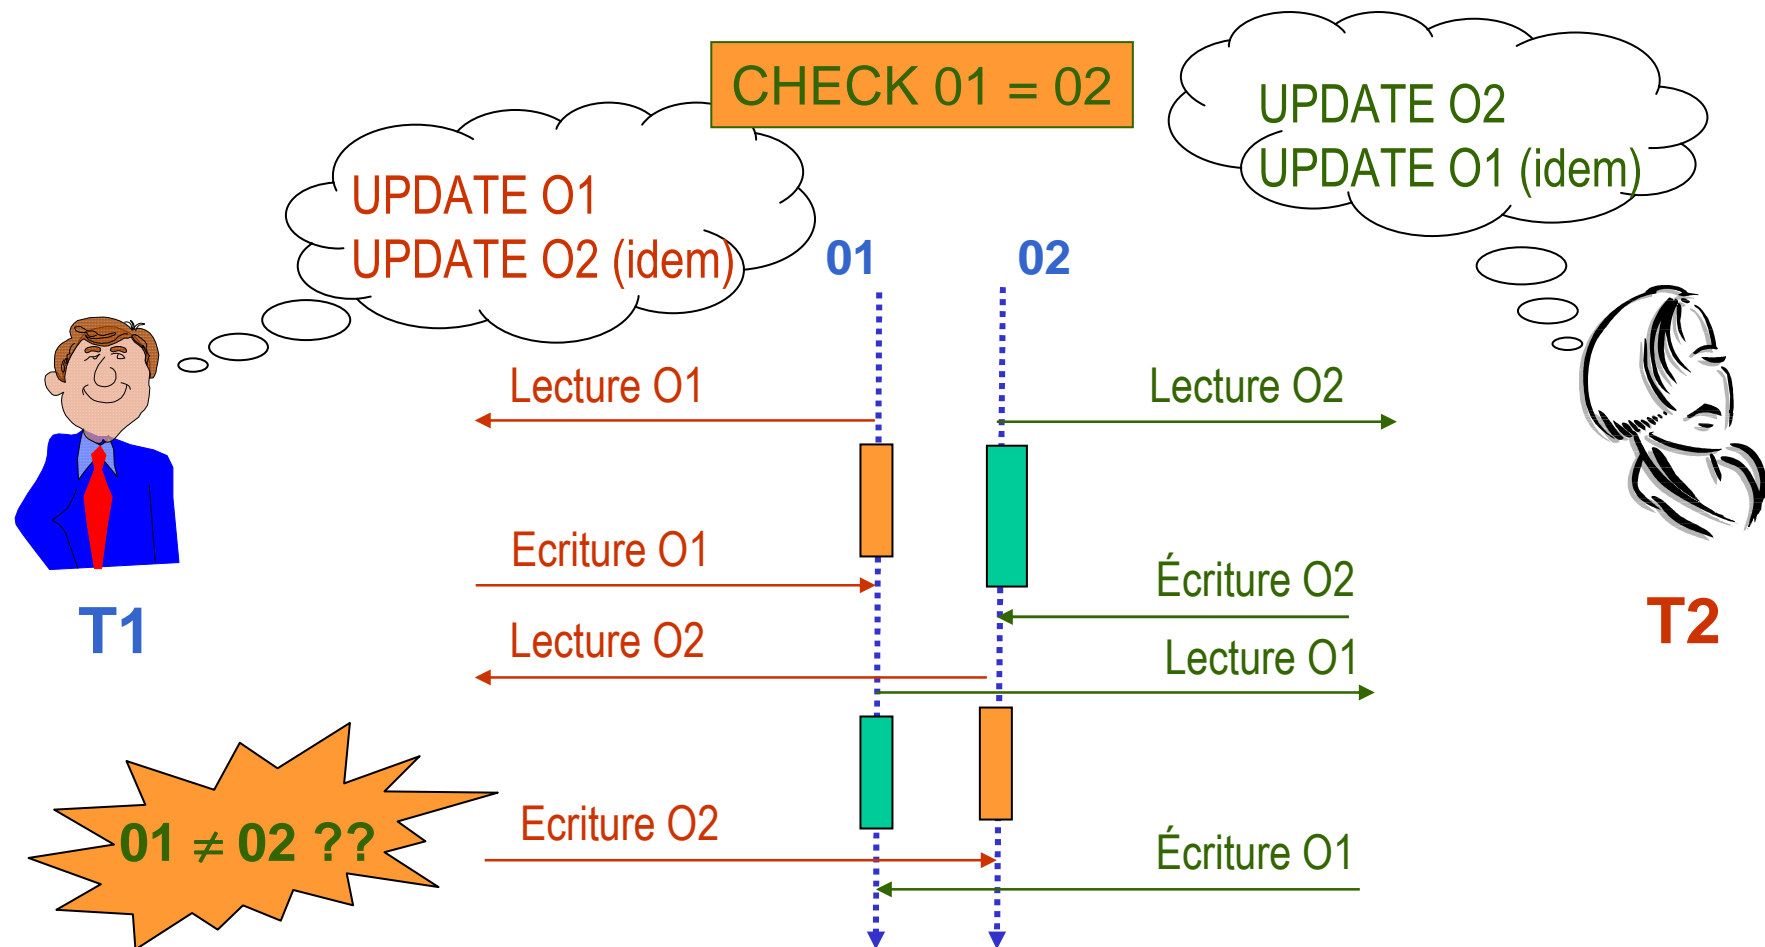 CHECK 01 = 02
UPDATE O2
UPDATE O1 (idem)
UPDATE O1
UPDATE O2 (idem)
01
02
Lecture O1
Lecture O2
Ecriture O1
Écriture O2
T1
T2
Lecture O2
Lecture O1
01 ≠ 02 ??
Ecriture O2
Écriture O1